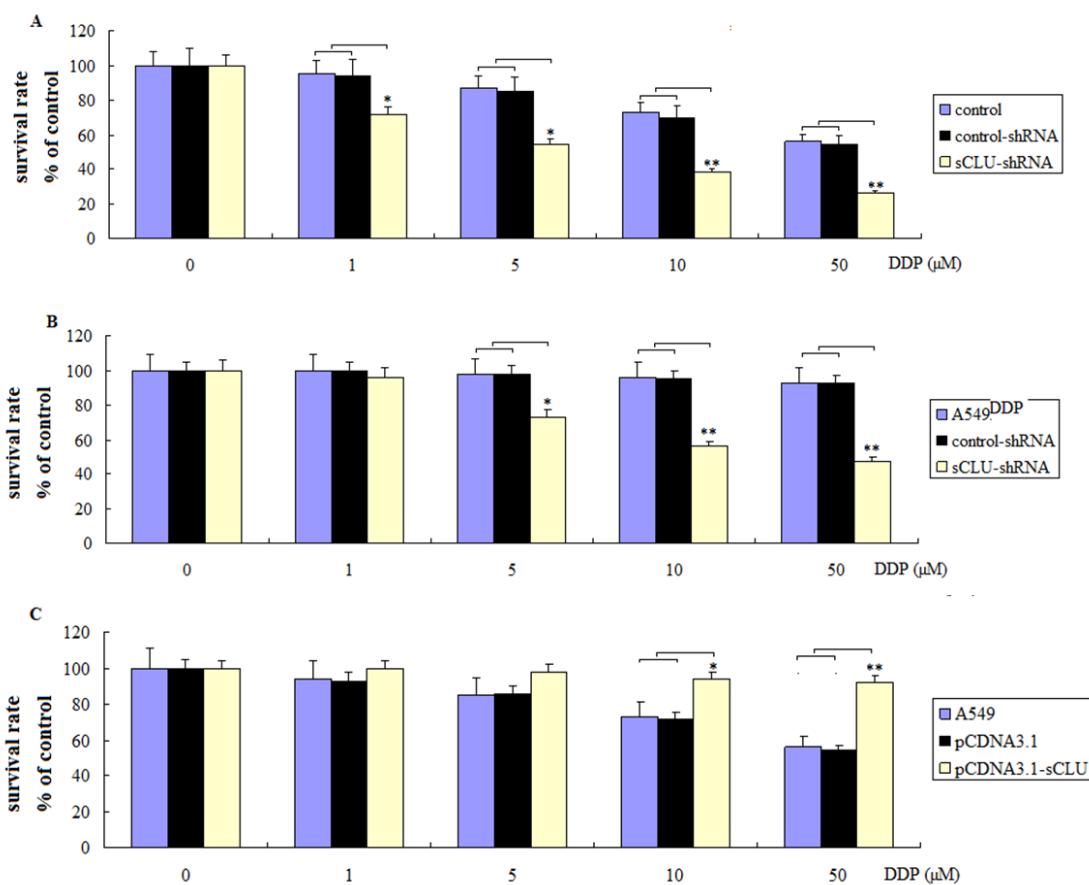 A
120
100
80
60
40
20
0
survival rate
% of control
*
*
**
**
0 1 5 10 50 DDP (μM)
control
control-shRNA
sCLU-shRNA
B
120
100
80
60
40
20
0
survival rate
% of control
*
**
**
0 1 5 10 50 DDP (μM)
A549DDP
control-shRNA
sCLU-shRNA
C
120
100
80
60
40
20
0
survival rate
% of control
*
**
0 1 5 10 50 DDP (μM)
A549
pCDNA3.1
pCDNA3.1-sCLU